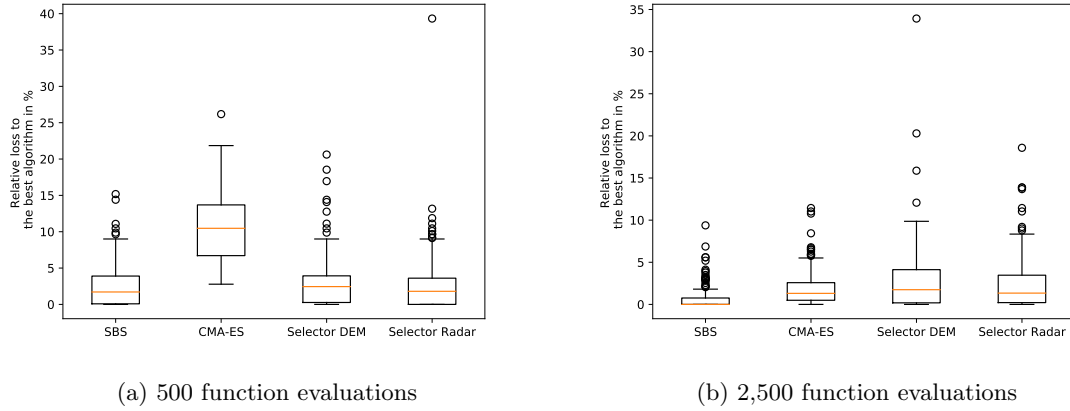 40
35
30
25
20
15
10
5
0
Relative loss to
the best algorithm in %
SBS
CMA-ES
Selector DEM
Selector Radar
(a) 500 function evaluations
35
30
25
20
15
10
5
0
Relative loss to
the best algorithm in %
SBS
CMA-ES
Selector DEM
Selector Radar
(b) 2,500 function evaluations